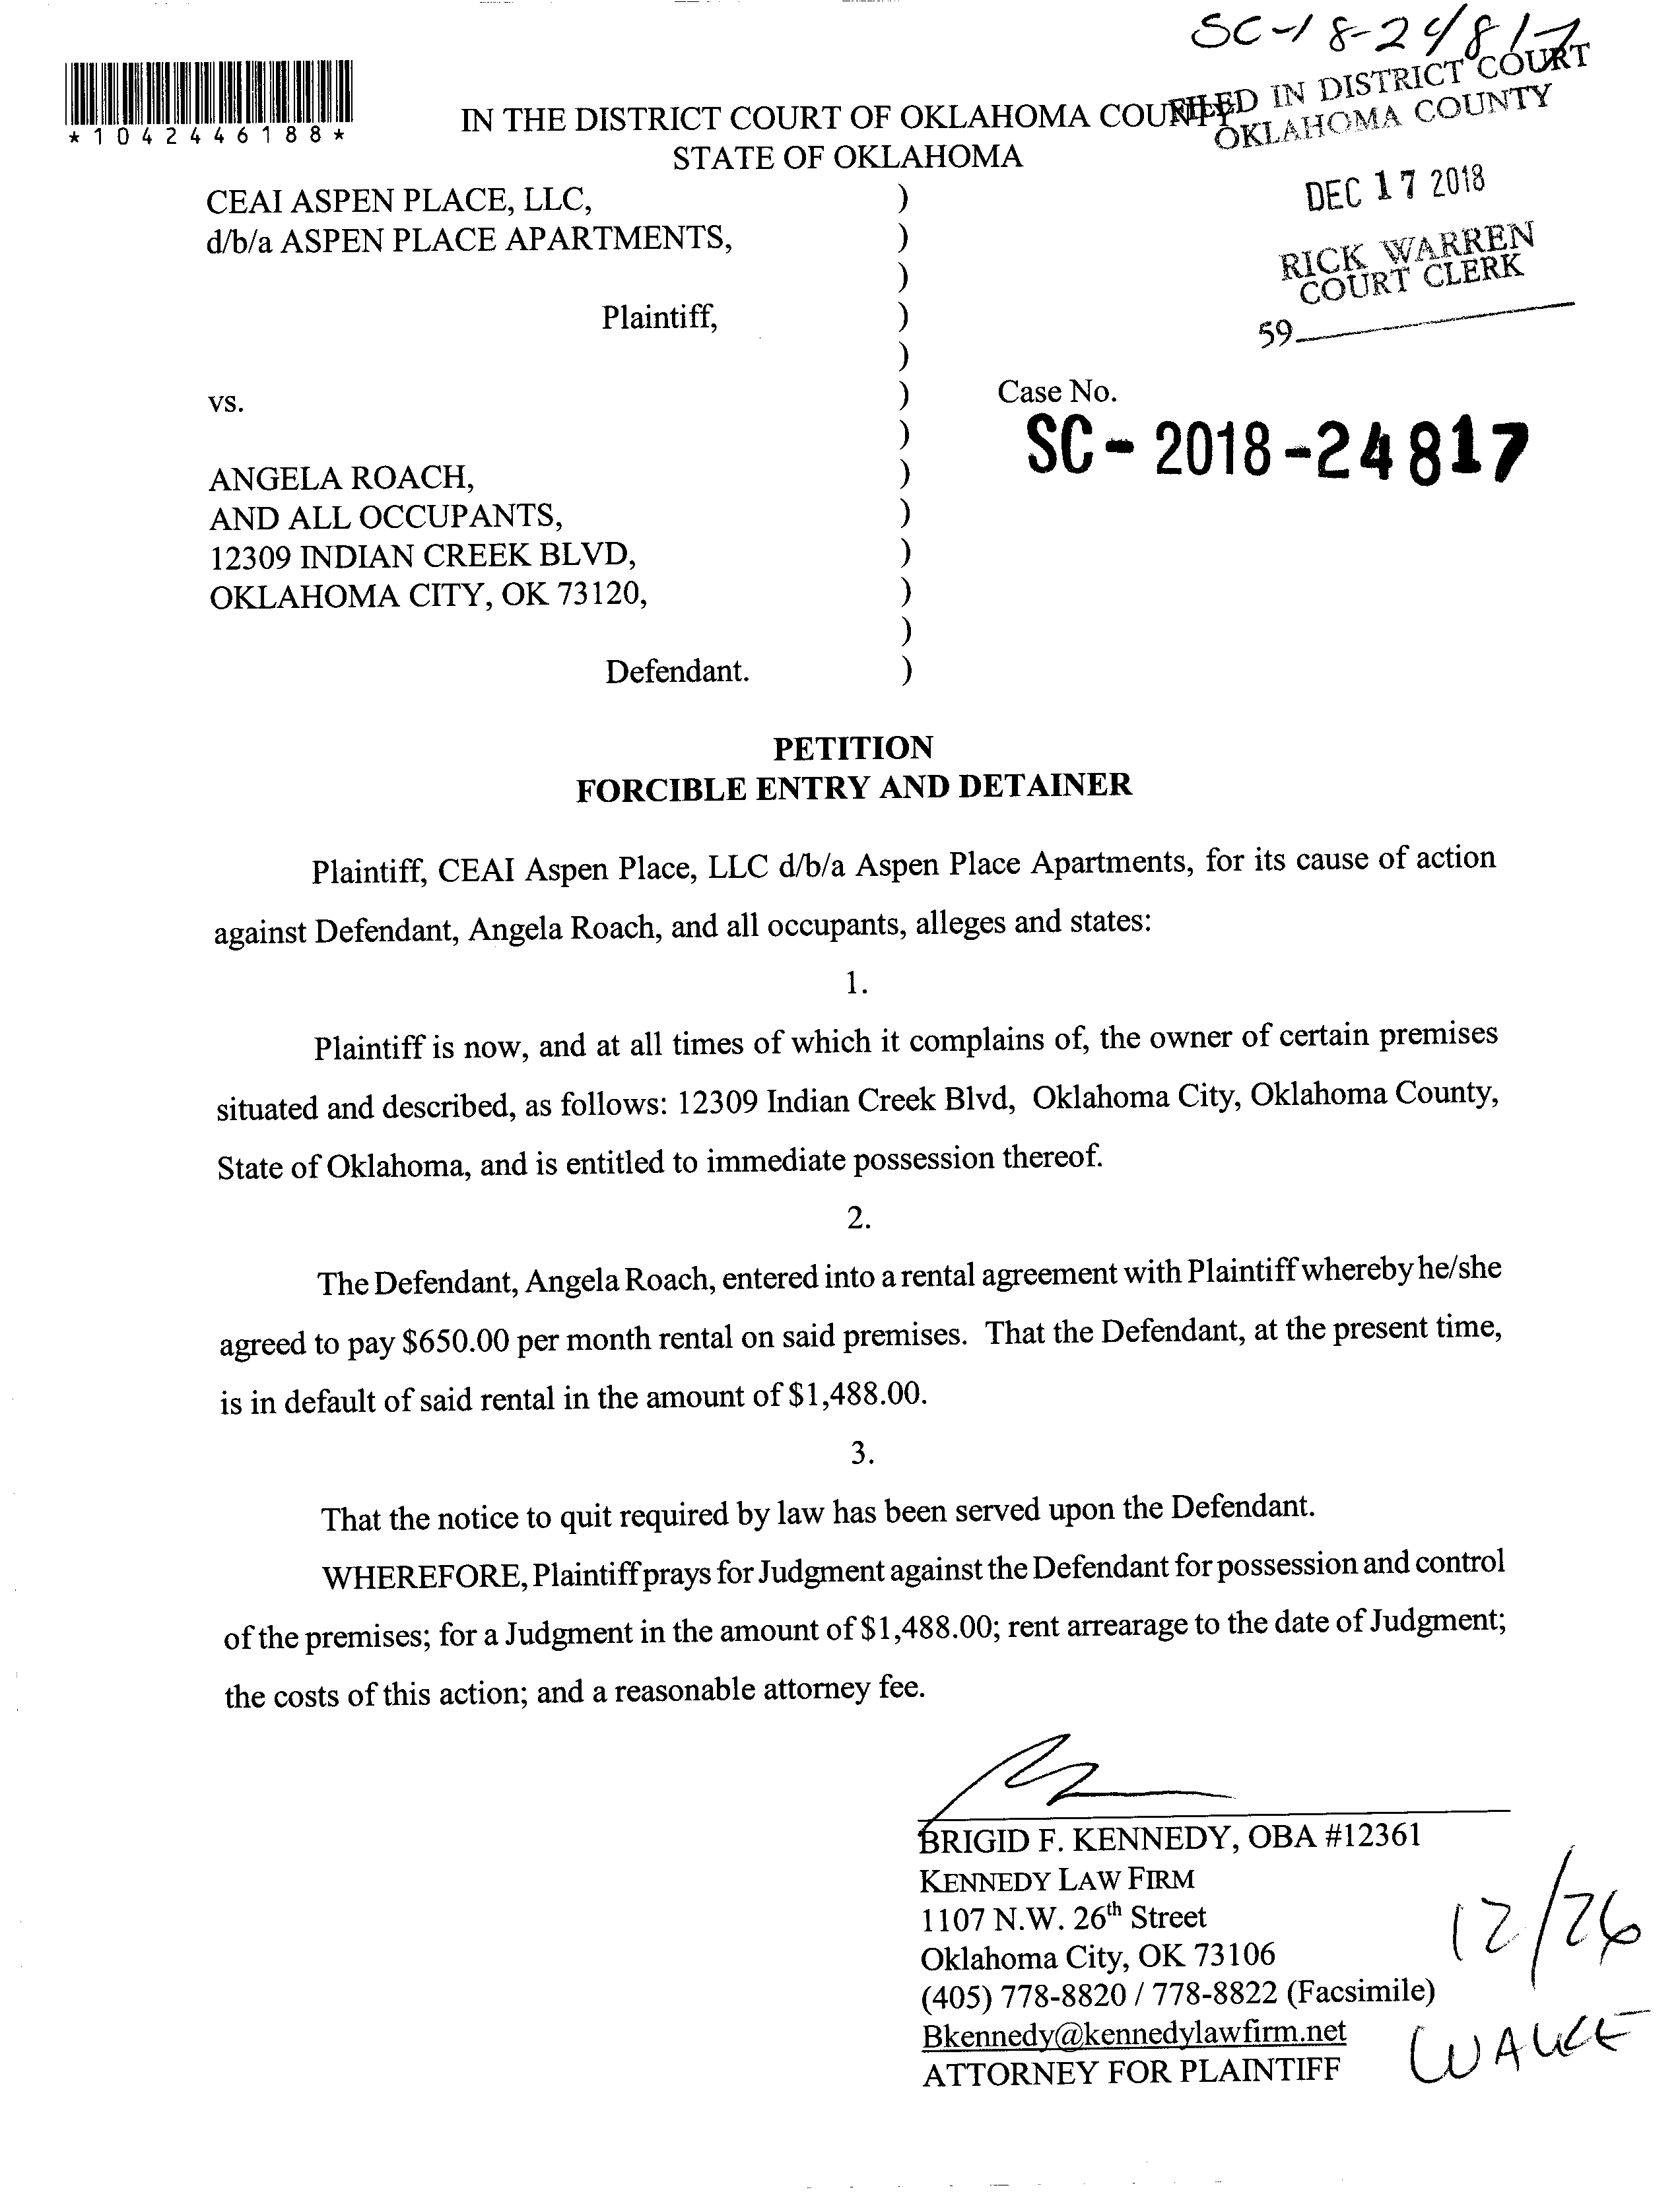 SC-18-24817
FILED IN DISTRICT COURT
OKLAHOMA COUNTY
*1042446188*
IN THE DISTRICT COURT OF OKLAHOMA COUNTY
STATE OF OKLAHOMA
DEC 17 2018
RICK WARREN
COURT CLERK
59
CEAI ASPEN PLACE, LLC, )
d/b/a ASPEN PLACE APARTMENTS, )
)
Plaintiff, )
)
vs. ) Case No.
) SC-2018-24817
ANGELA ROACH, )
AND ALL OCCUPANTS, )
12309 INDIAN CREEK BLVD, )
OKLAHOMA CITY, OK 73120, )
)
Defendant. )
PETITION
FORCIBLE ENTRY AND DETAINER
Plaintiff, CEAI Aspen Place, LLC d/b/a Aspen Place Apartments, for its cause of action
against Defendant, Angela Roach, and all occupants, alleges and states:
1.
Plaintiff is now, and at all times of which it complains of, the owner of certain premises
situated and described, as follows: 12309 Indian Creek Blvd, Oklahoma City, Oklahoma County,
State of Oklahoma, and is entitled to immediate possession thereof.
2.
The Defendant, Angela Roach, entered into a rental agreement with Plaintiff whereby he/she
agreed to pay $650.00 per month rental on said premises. That the Defendant, at the present time,
is in default of said rental in the amount of $1,488.00.
3.
That the notice to quit required by law has been served upon the Defendant.
WHEREFORE, Plaintiff prays for Judgment against the Defendant for possession and control
of the premises; for a Judgment in the amount of $1,488.00; rent arrearage to the date of Judgment;
the costs of this action; and a reasonable attorney fee.
BRIGID F. KENNEDY, OBA #12361
KENNEDY LAW FIRM
1107 N.W. 26th Street
Oklahoma City, OK 73106
(405) 778-8820 / 778-8822 (Facsimile)
Bkennedy@kennedylawfirm.net
ATTORNEY FOR PLAINTIFF
12/26